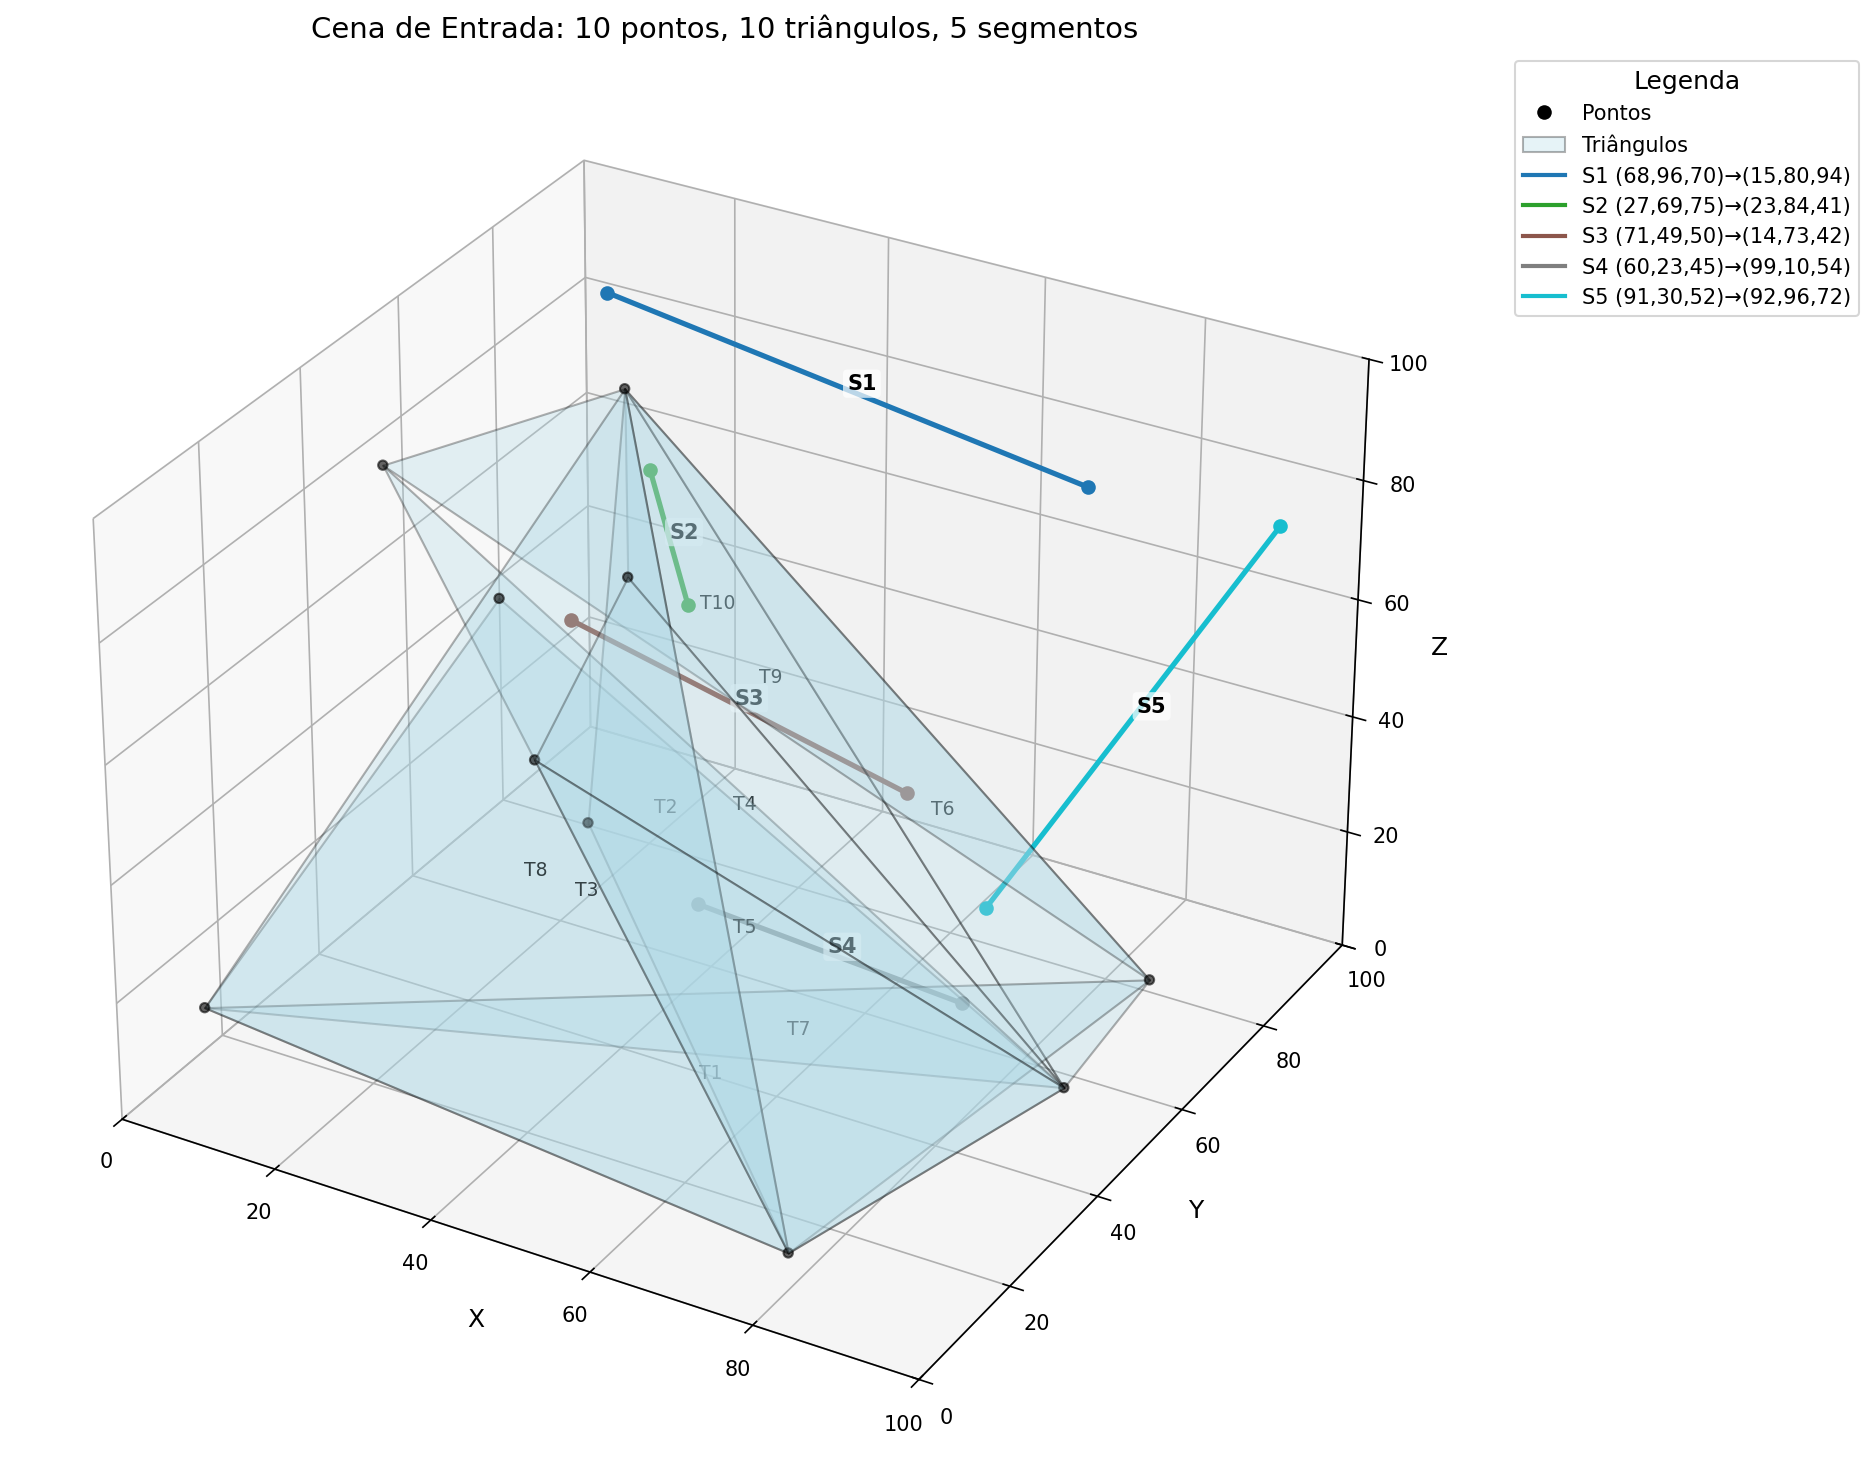 Cena de Entrada: 10 pontos, 10 triângulos, 5 segmentos
Legenda
Pontos
Triângulos
S1 (68,96,70)→(15,80,94)
S2 (27,69,75)→(23,84,41)
S3 (71,49,50)→(14,73,42)
S4 (60,23,45)→(99,10,54)
S5 (91,30,52)→(92,96,72)
S1
S2
T10
T9
S3
S5
T2
T4
T6
T8
T3
T5
S4
T7
T1
100
80
60
40
20
0
Z
100
80
60
40
20
0
Y
0
20
40
60
80
100
X